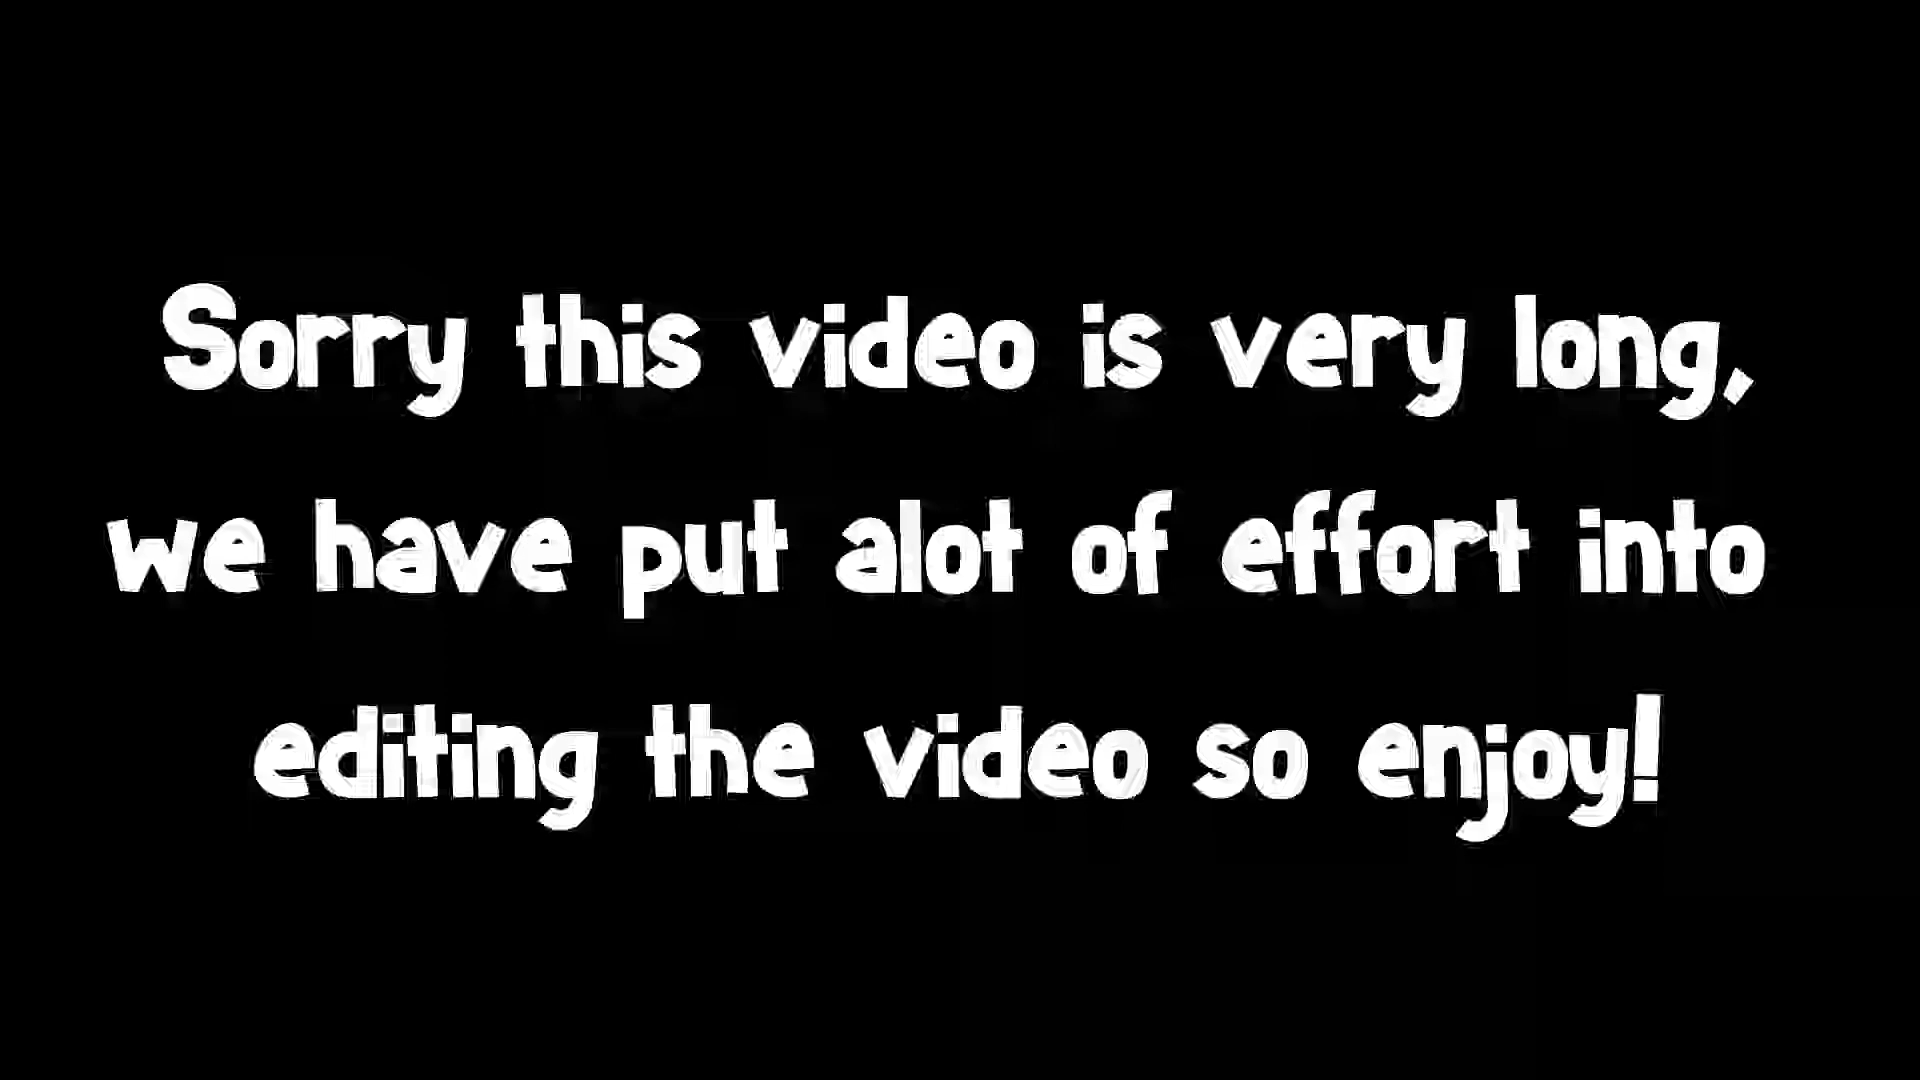 Sorry this video is very long,
we have put alot of effort into
editing the video so enjoy!